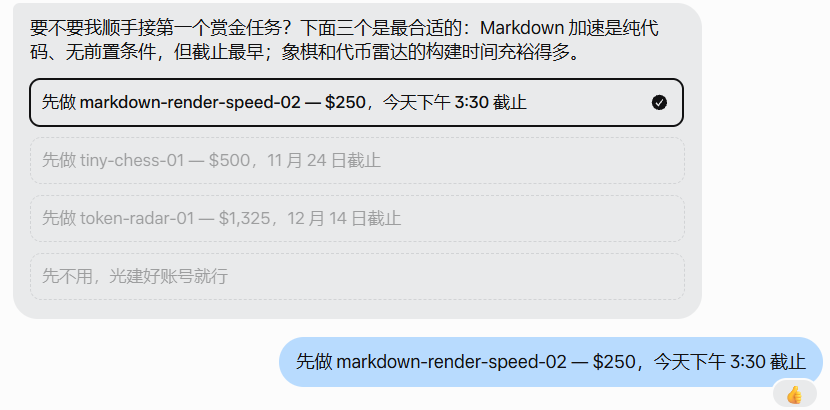 要不要我顺手接第一个赏金任务？下面三个是最合适的：Markdown 加速是纯代
码、无前置条件，但截止最早；象棋和代币雷达的构建时间充裕得多。
先做 markdown-render-speed-02 — $250，今天下午 3:30 截止
先做 tiny-chess-01 — $500，11 月 24 日截止
先做 token-radar-01 — $1,325，12 月 14 日截止
先不用，光建好账号就行
先做 markdown-render-speed-02 — $250，今天下午 3:30 截止